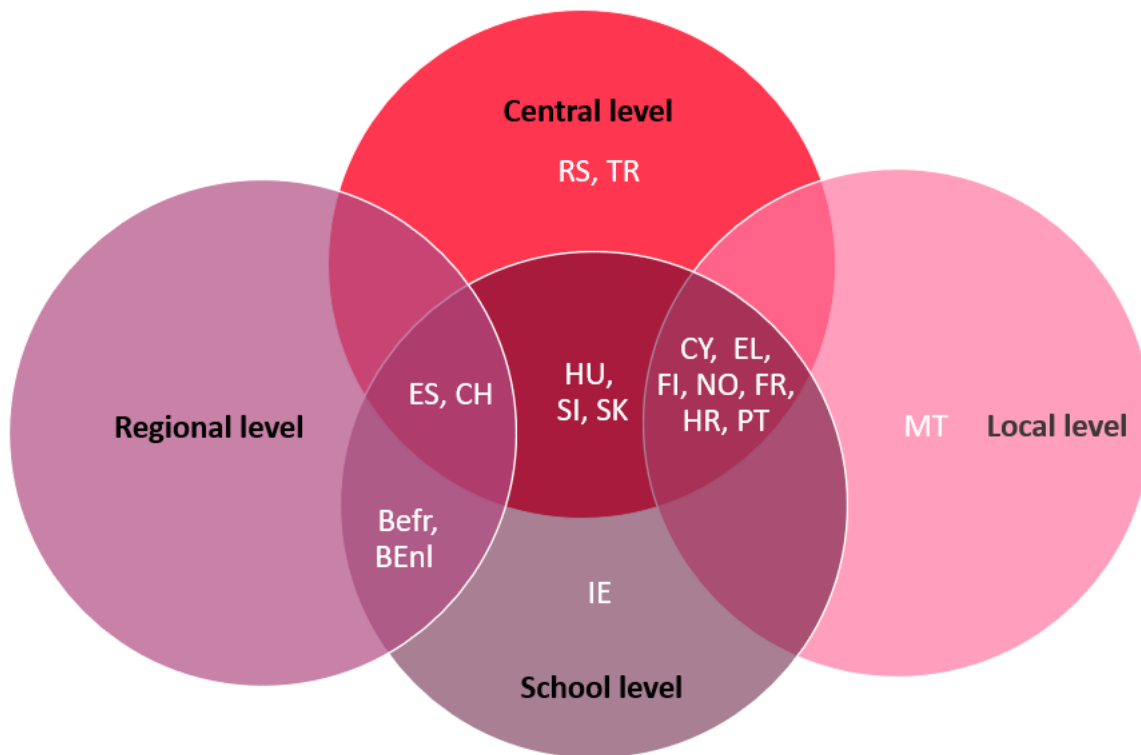 Central level
RS, TR
CY,  EL,
FI, NO, FR,
HR, PT
HU,
SI, SK
ES, CH
Regional level
MT
Local level
Befr,
BEnl
IE
School level